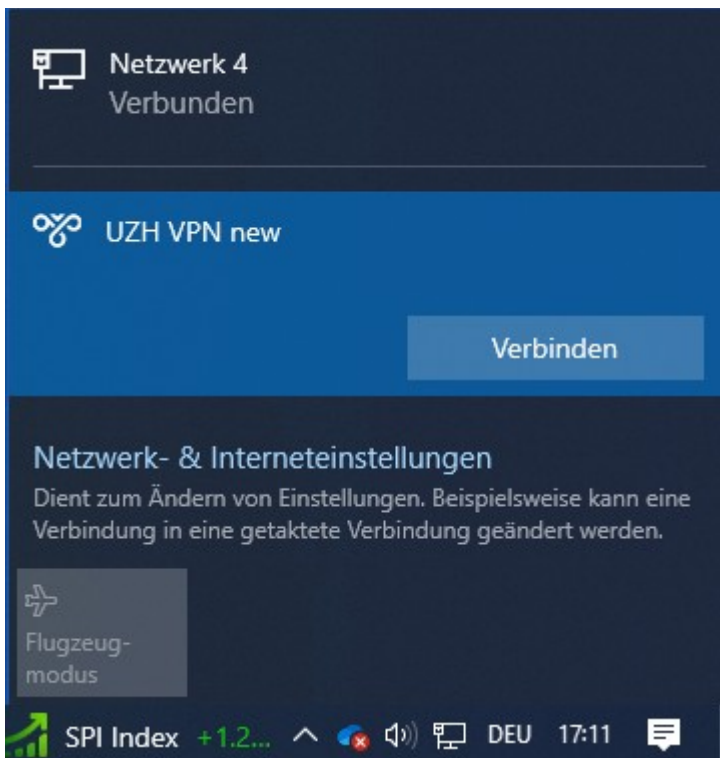 Netzwerk 4
Verbunden
UZH VPN new
Verbinden
Netzwerk- & Interneteinstellungen
Dient zum Ändern von Einstellungen. Beispielsweise kann eine
Verbindung in eine getaktete Verbindung geändert werden.
Flugzeug-
modus
SPI Index +1.2... DEU 17:11